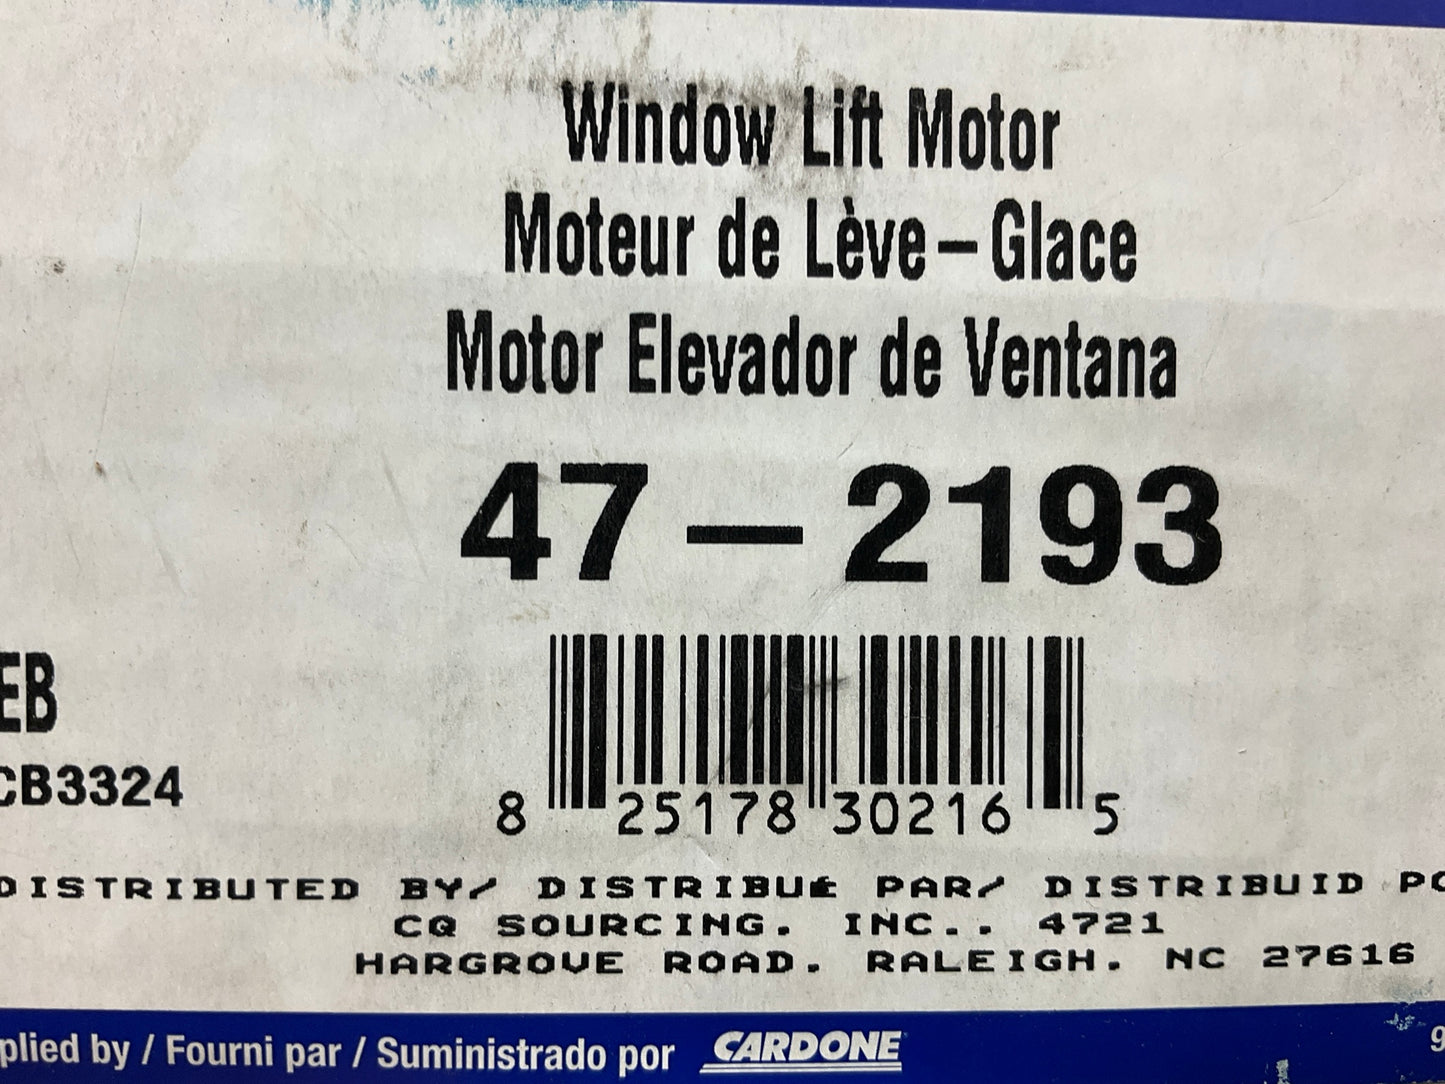 Window Lift Motor
Moteur de Lève-Glace
Motor Elevador de Ventana
47-2193
EB
CB3324
8 25178 30216 5
DISTRIBUTED BY/ DISTRIBUÉ PAR/ DISTRIBUID PO
CQ SOURCING. INC.. 4721
HARGROVE ROAD. RALEIGH. NC 27616
plied by / Fourni par / Suministrado por CARDONE 9